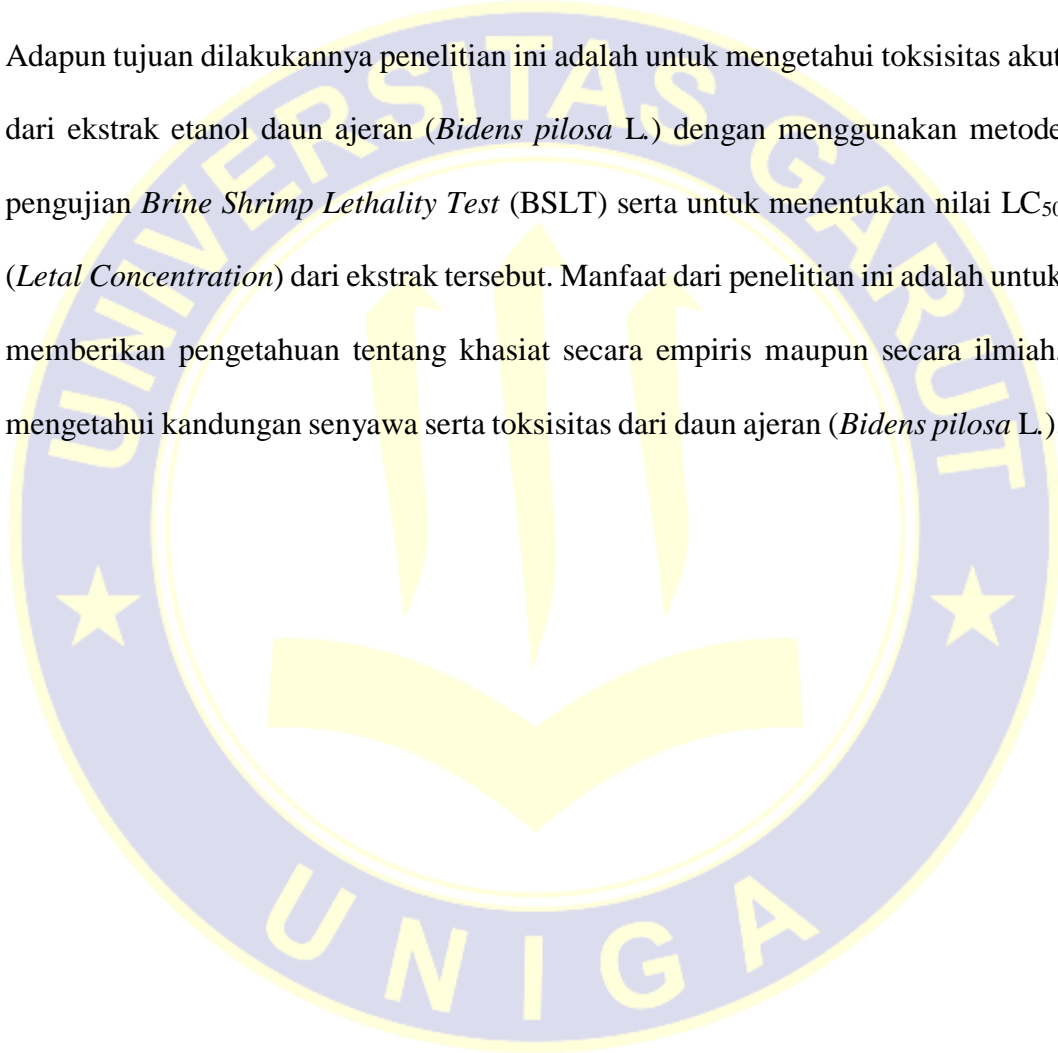 Adapun tujuan dilakukannya penelitian ini adalah untuk mengetahui toksisitas akut
dari ekstrak etanol daun ajeran (Bidens pilosa L.) dengan menggunakan metode
pengujian Brine Shrimp Lethality Test (BSLT) serta untuk menentukan nilai LC50
(Letal Concentration) dari ekstrak tersebut. Manfaat dari penelitian ini adalah untuk
memberikan pengetahuan tentang khasiat secara empiris maupun secara ilmiah,
mengetahui kandungan senyawa serta toksisitas dari daun ajeran (Bidens pilosa L.).
UNIVERSITAS GARUT
UNIGA